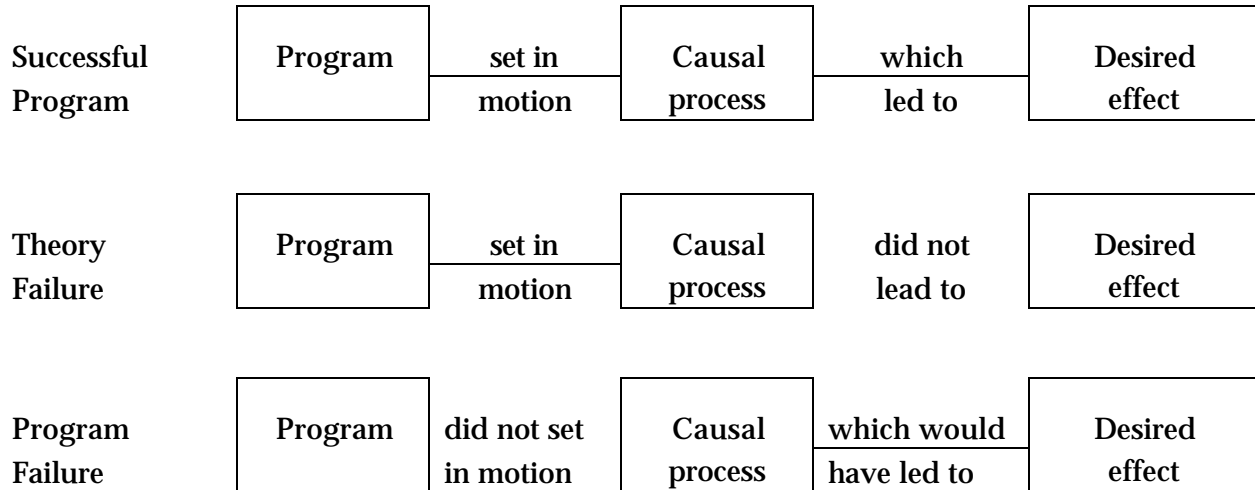 Successful Program set in Causal which Desired
Program motion process led to effect
Theory Program set in Causal did not Desired
Failure motion process lead to effect
Program Program did not set Causal which would Desired
Failure in motion process have led to effect